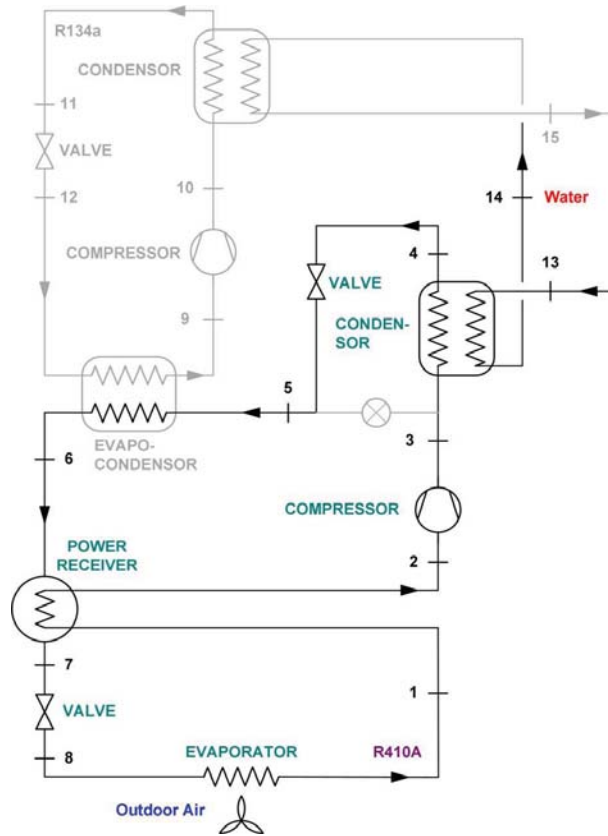 R134a
CONDENSOR
11
15
VALVE
12
10
14
Water
COMPRESSOR
4
13
VALVE
CONDEN-
SOR
9
5
EVAPO-
CONDENSOR
3
6
COMPRESSOR
POWER
RECEIVER
2
7
1
VALVE
8
EVAPORATOR
R410A
Outdoor Air